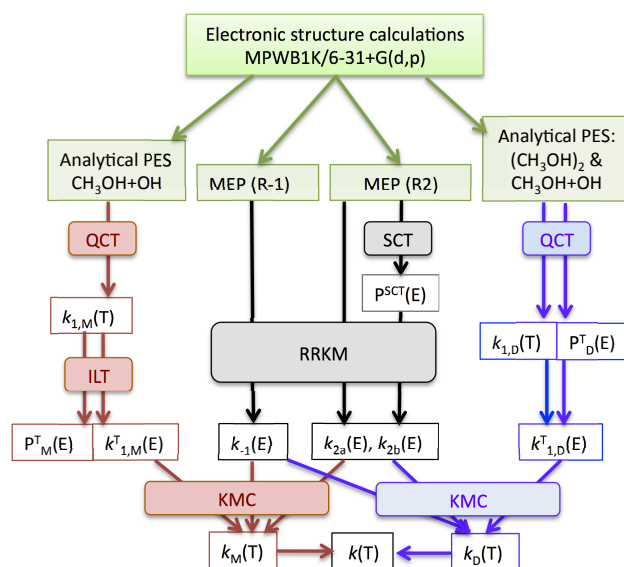 Electronic structure calculations
MPWB1K/6-31+G(d,p)
Analytical PES
CH₃OH+OH
MEP (R-1)
MEP (R2)
Analytical PES:
(CH₃OH)₂ &
CH₃OH+OH
QCT
SCT
QCT
Pˢᶜᵀ(E)
k₁,M(T)
k₁,D(T)
PᵀD(E)
RRKM
ILT
PᵀM(E)
kᵀ₁,M(E)
k₋₁(E)
k₂ₐ(E), k₂b(E)
kᵀ₁,D(E)
KMC
KMC
kM(T)
k(T)
kD(T)